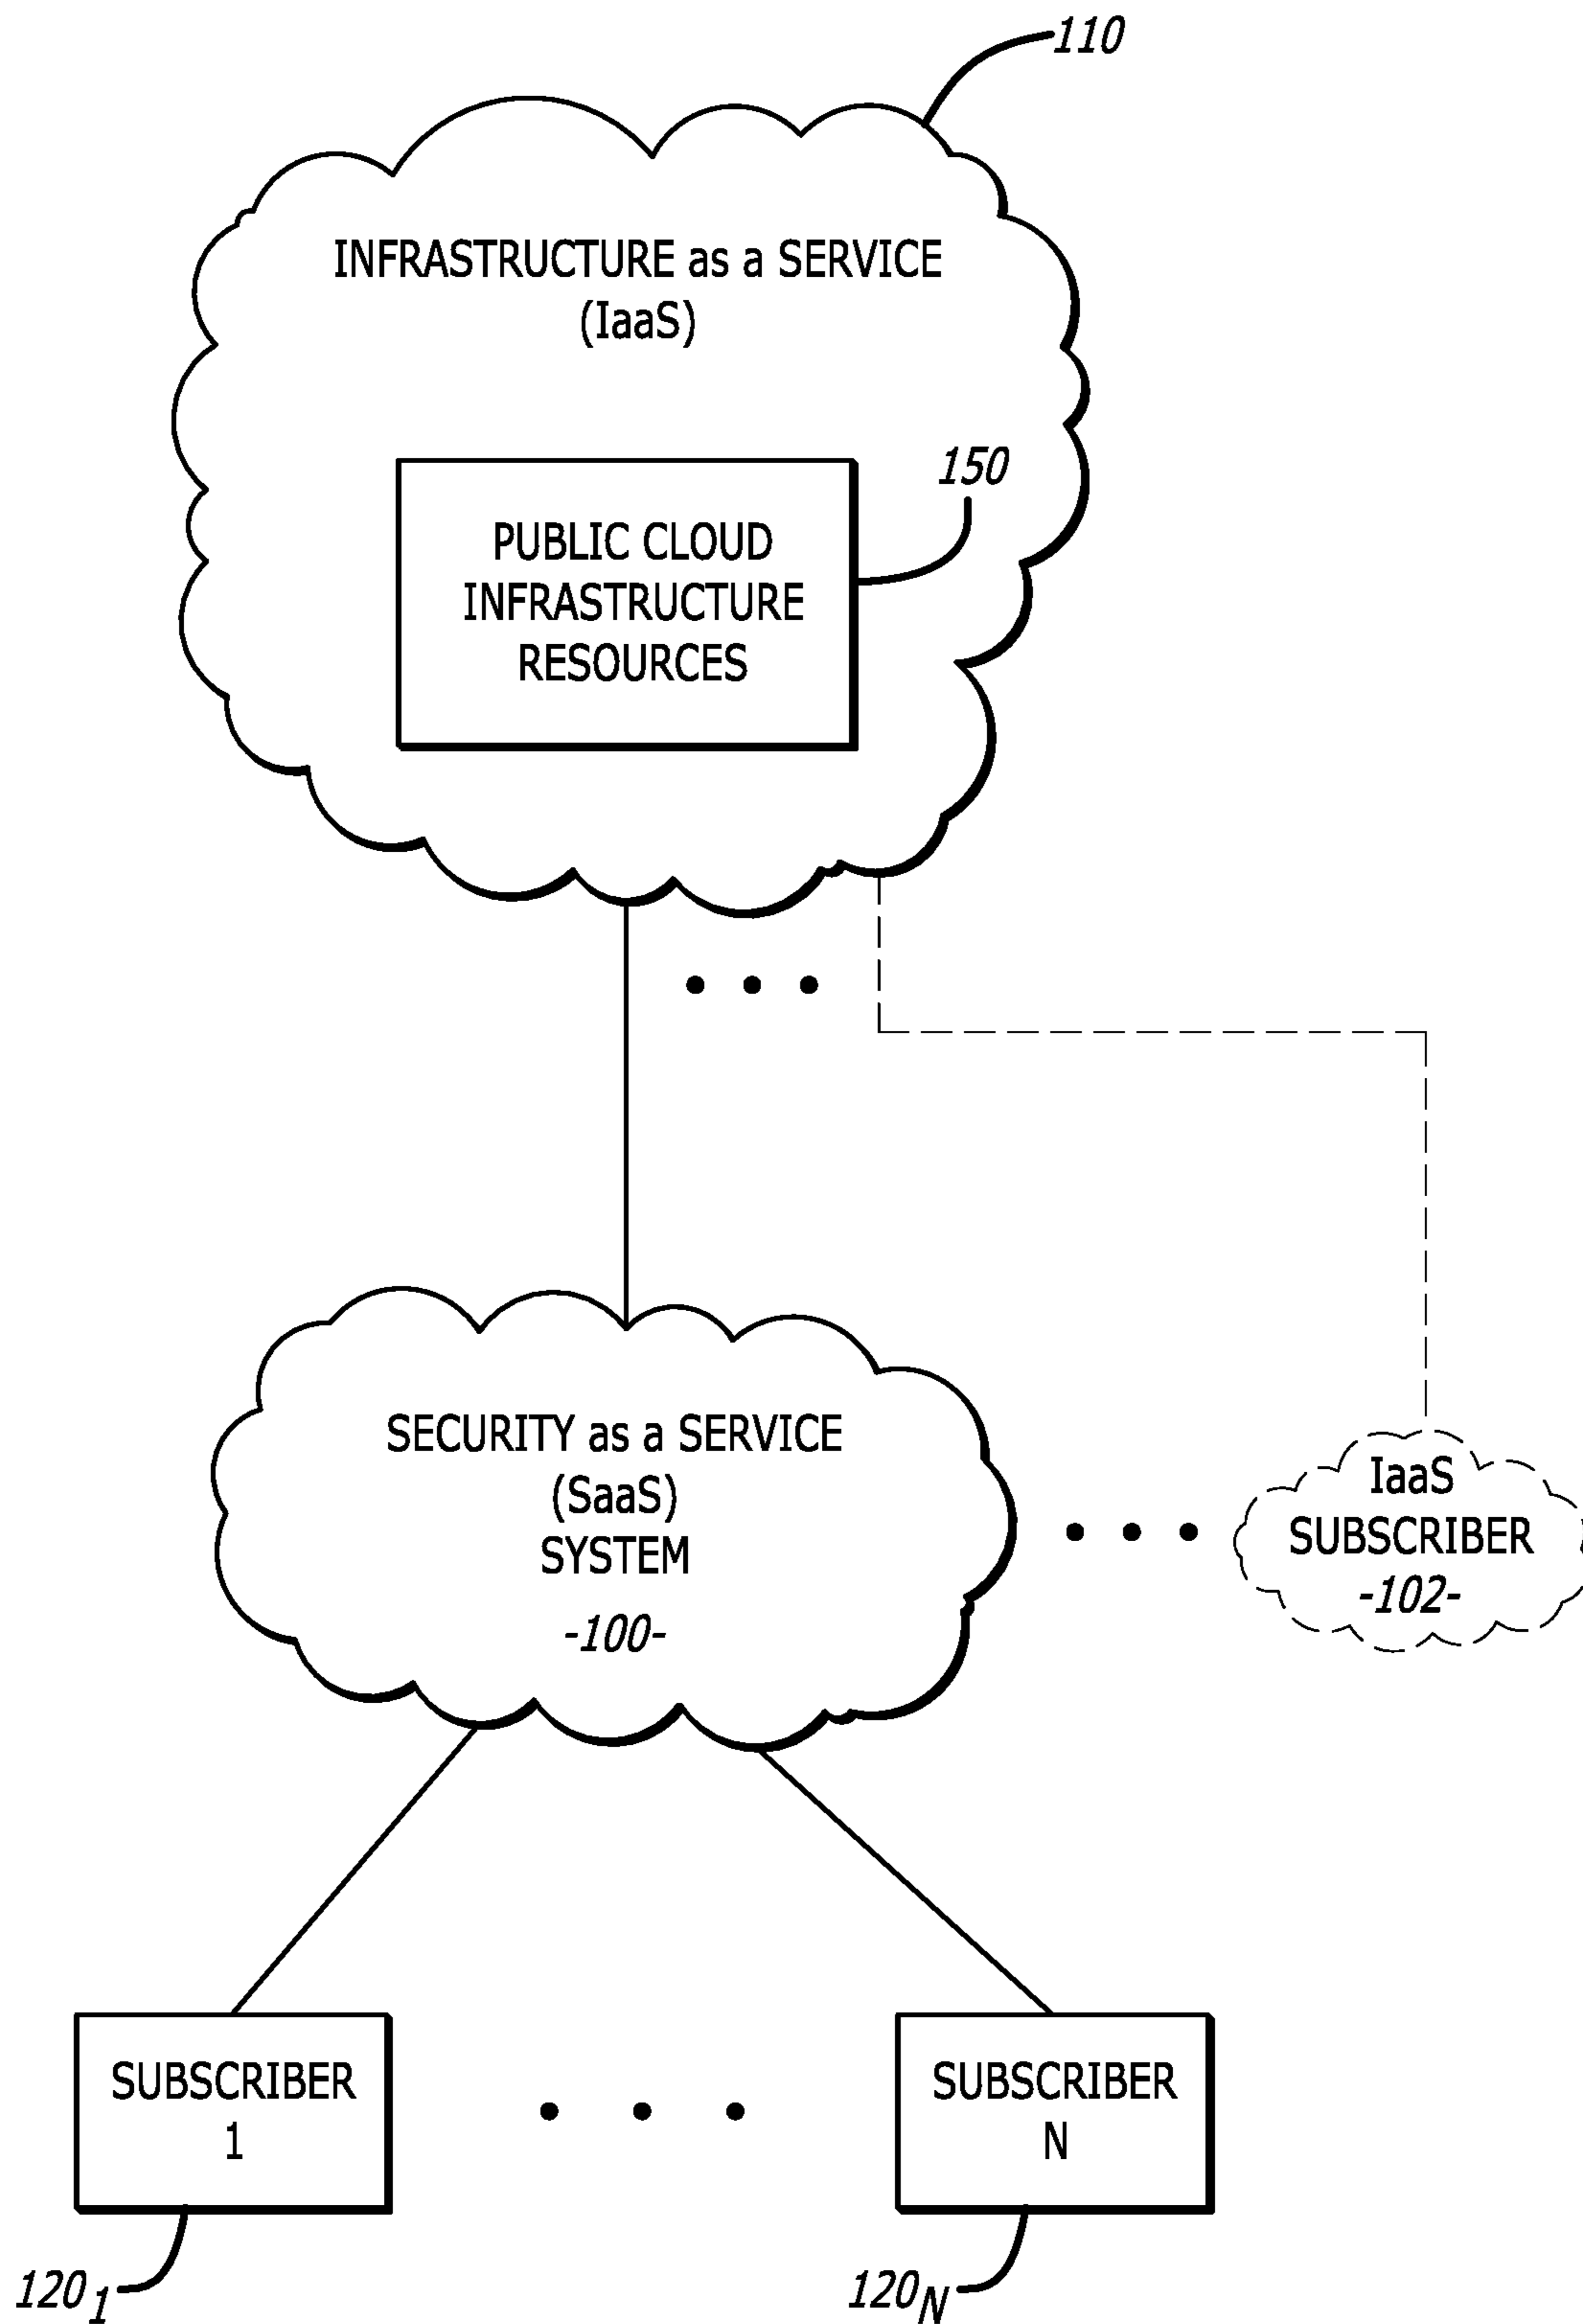 110
INFRASTRUCTURE as a SERVICE
(IaaS)
150
PUBLIC CLOUD
INFRASTRUCTURE
RESOURCES
SECURITY as a SERVICE
(SaaS)
SYSTEM
-100-
IaaS
SUBSCRIBER
-102-
SUBSCRIBER
1
SUBSCRIBER
N
120₁
120_N